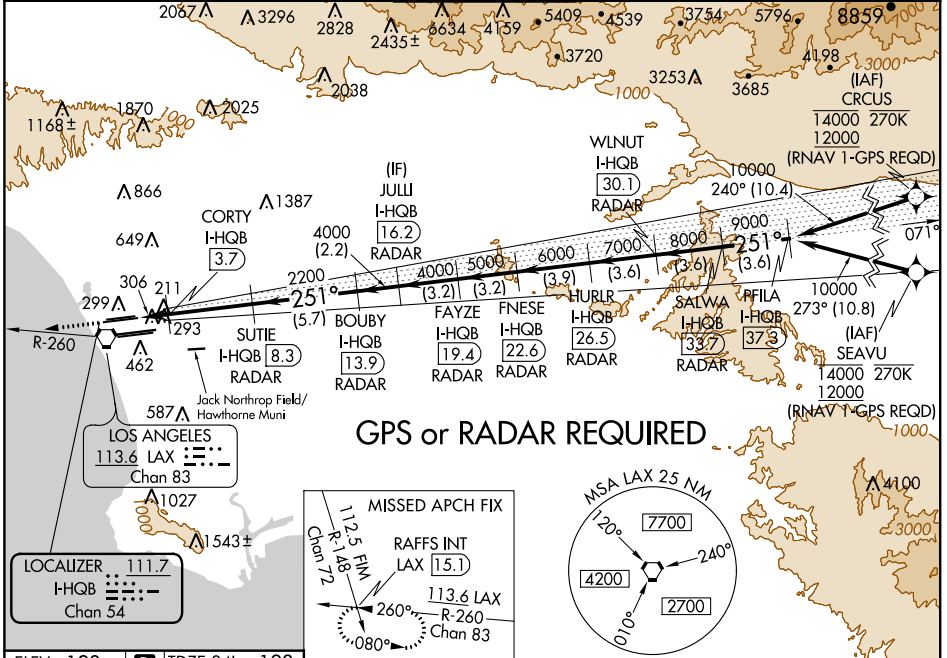 2067 3296 2828 2435± 6634 4159 5409 4539 3754 5796 8859
7000
3720
4198
3000
2038
3253
3685
1000
1168±
1870
2025
(IAF)
CRCUS
14000 270K
12000
(RNAV 1-GPS REQD)
WLNUT
I-HQB
30.1
RADAR
10000
240° (10.4)
(IF)
JULLI
I-HQB
16.2
RADAR
866
1387
CORTY
I-HQB
3.7
649
4000
(2.2)
071°
2200
251°
(5.7)
4000
(3.2)
5000
(3.2)
6000
(3.9)
7000
(3.6)
8000
(3.6)
9000
251°
(3.6)
10000
273° (10.8)
299
306
211
293
R-260
462
SUTIE
I-HQB 8.3
RADAR
BOUBY
I-HQB
13.9
RADAR
FAYZE
I-HQB
19.4
RADAR
FNESE
I-HQB
22.6
RADAR
HURLR
I-HQB
26.5
RADAR
SALWA
I-HQB
33.7
RADAR
PFILA
I-HQB
37.3
(IAF)
SEAVU
14000 270K
12000
(RNAV 1-GPS REQD)
1000
Jack Northrop Field/
Hawthorne Muni
587
LOS ANGELES
113.6 LAX
Chan 83
GPS or RADAR REQUIRED
1027
1000
1543±
4100
3000
LOCALIZER 111.7
I-HQB
Chan 54
MISSED APCH FIX
112.5 FIM
R-148
Chan 72
RAFFS INT
LAX 15.1
113.6 LAX
R-260
Chan 83
260°
080°
MSA LAX 25 NM
120°
7700
240°
4200
2700
010°